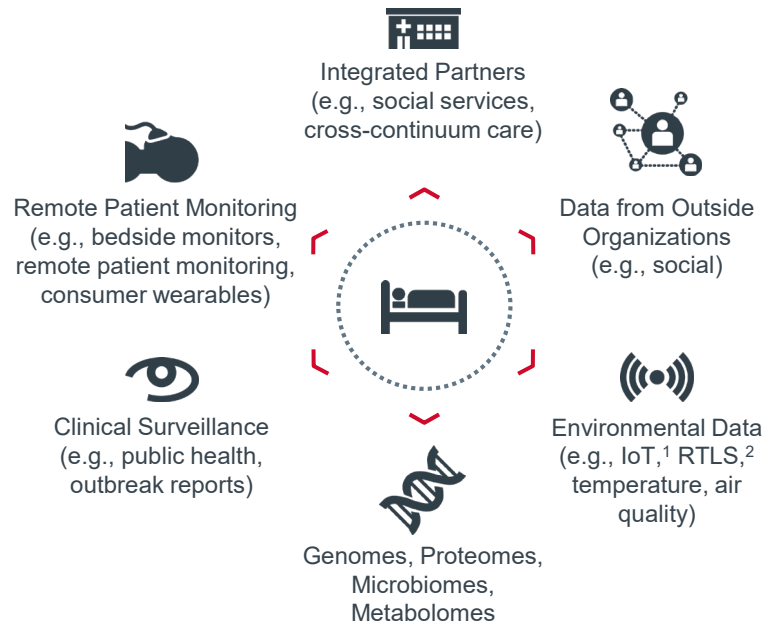 Integrated Partners
(e.g., social services,
cross-continuum care)
Remote Patient Monitoring
(e.g., bedside monitors,
remote patient monitoring,
consumer wearables)
Data from Outside
Organizations
(e.g., social)
Clinical Surveillance
(e.g., public health,
outbreak reports)
Environmental Data
(e.g., IoT,¹ RTLS,²
temperature, air
quality)
Genomes, Proteomes,
Microbiomes,
Metabolomes